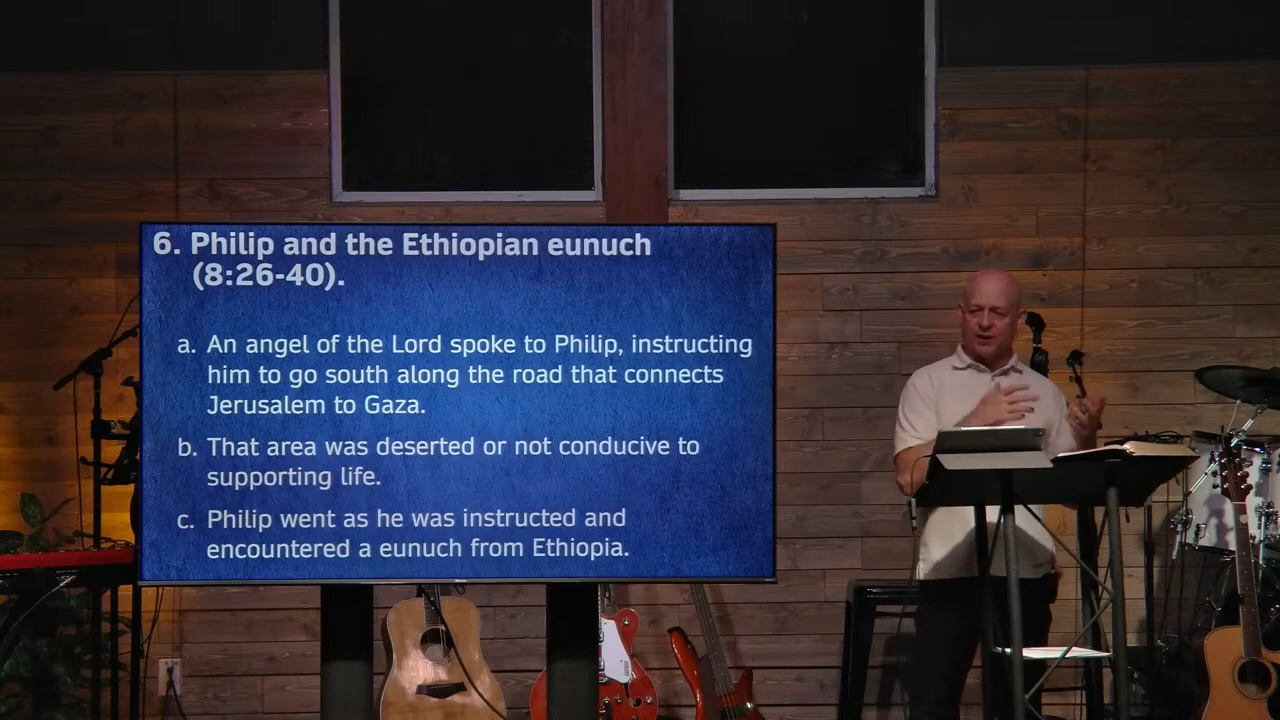 6. Philip and the Ethiopian eunuch
(8:26-40).
a. An angel of the Lord spoke to Philip, instructing
him to go south along the road that connects
Jerusalem to Gaza.
b. That area was deserted or not conducive to
supporting life.
c. Philip went as he was instructed and
encountered a eunuch from Ethiopia.